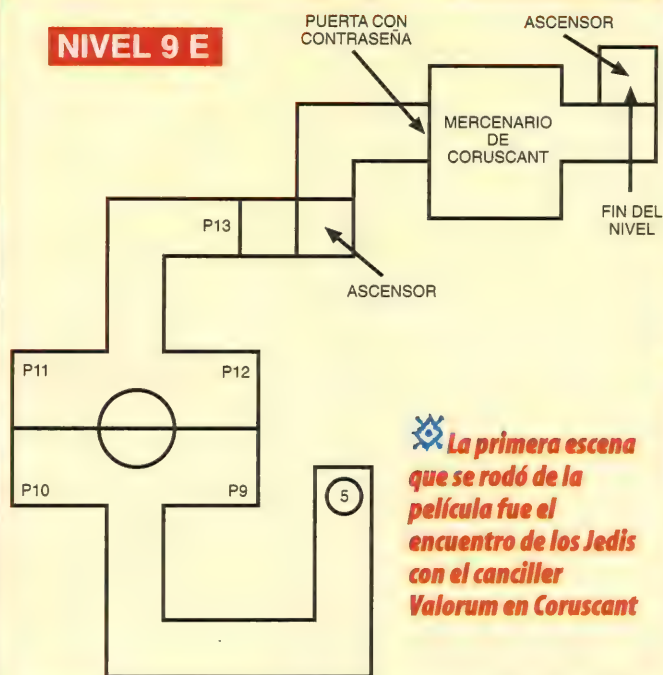 NIVEL 9 E
PUERTA CON
CONTRASEÑA
ASCENSOR
MERCENARIO
DE
CORUSCANT
FIN DEL
NIVEL
P13
ASCENSOR
P11
P12
P10
P9
5
La primera escena
que se rodó de la
película fue el
encuentro de los Jedis
con el canciller
Valorum en Coruscant